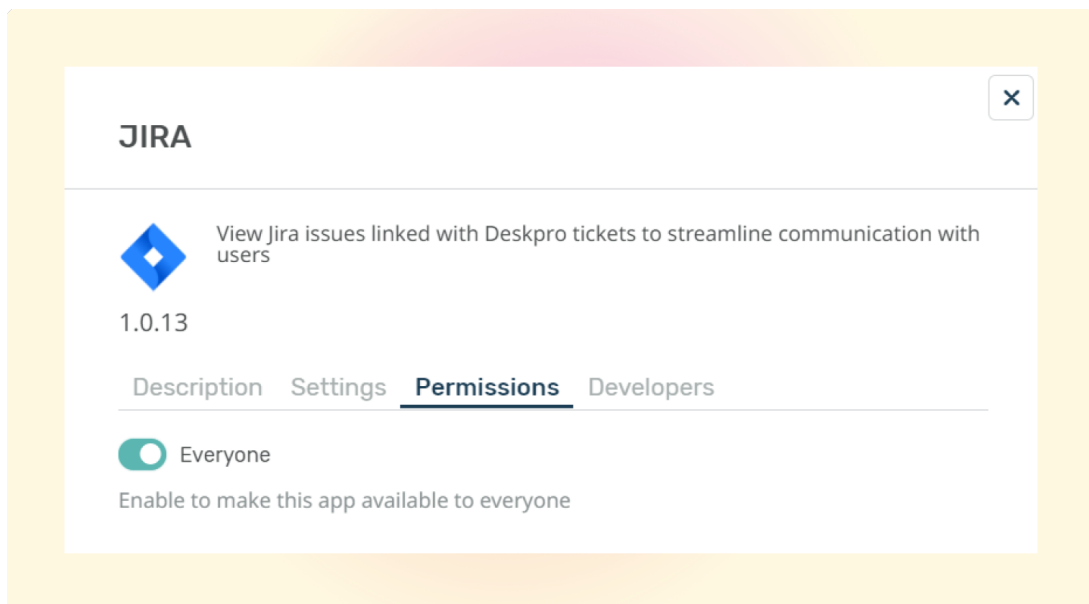 JIRA
View Jira issues linked with Deskpro tickets to streamline communication with
users
1.0.13
Description Settings Permissions Developers
Everyone
Enable to make this app available to everyone